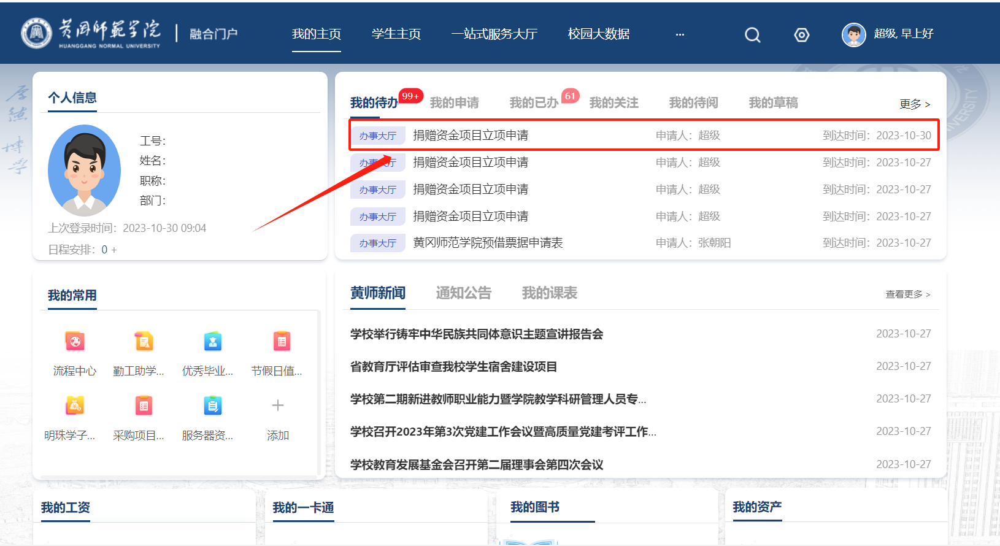 黄冈师范学院
HUANGGANG NORMAL UNIVERSITY
融合门户
我的主页 学生主页 一站式服务大厅 校园大数据 ···
超级, 早上好
厚德
博学
VERSITY
个人信息
工号：
姓名：
职称：
部门：
上次登录时间：2023-10-30 09:04
日程安排：0 +
我的待办 99+ 我的申请 我的已办 61 我的关注 我的待阅 我的草稿 更多 >
办事大厅 捐赠资金项目立项申请 申请人：超级 到达时间：2023-10-30
办事大厅 捐赠资金项目立项申请 申请人：超级 到达时间：2023-10-27
办事大厅 捐赠资金项目立项申请 申请人：超级 到达时间：2023-10-27
办事大厅 捐赠资金项目立项申请 申请人：超级 到达时间：2023-10-27
办事大厅 黄冈师范学院预借票据申请表 申请人：张朝阳 到达时间：2023-10-27
我的常用
流程中心 勤工助学... 优秀毕业... 节假日值...
明珠学子... 采购项目... 服务器资... 添加
黄师新闻 通知公告 我的课表 查看更多 >
学校举行铸牢中华民族共同体意识主题宣讲报告会 2023-10-27
省教育厅评估审查我校学生宿舍建设项目 2023-10-27
学校第二期新进教师职业能力暨学院教学科研管理人员专... 2023-10-27
学校召开2023年第3次党建工作会议暨高质量党建考评工作... 2023-10-27
学校教育发展基金会召开第二届理事会第四次会议 2023-10-27
我的工资 我的一卡通 我的图书 我的资产